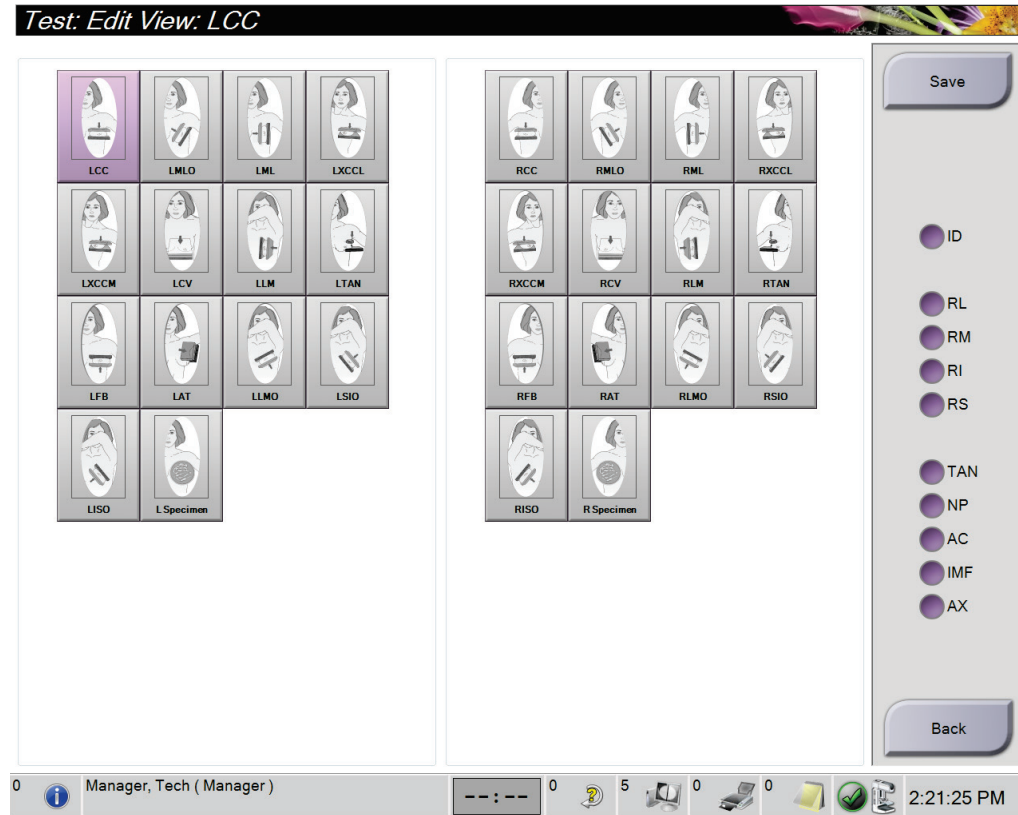 Test: Edit View: LCC
LCC LMLO LML LXCCL
LXCCM LCV LLM LTAN
LFB LAT LLMO LSIO
LISO L Specimen
RCC RMLO RML RXCCL
RXCCM RCV RLM RTAN
RFB RAT RLMO RSIO
RISO R Specimen
Save
ID
RL
RM
RI
RS
TAN
NP
AC
IMF
AX
Back
0 Manager, Tech ( Manager ) --:-- 0 5 0 0 2:21:25 PM